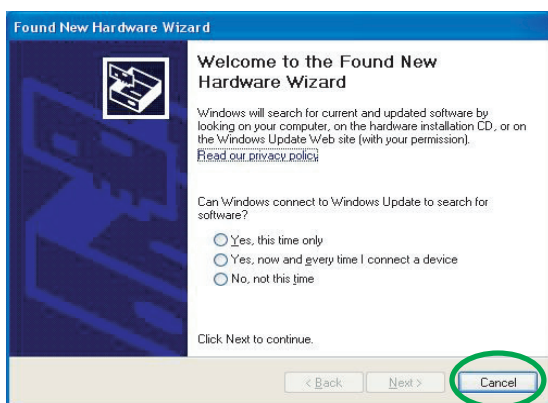 Found New Hardware Wizard
Welcome to the Found New
Hardware Wizard
Windows will search for current and updated software by
looking on your computer, on the hardware installation CD, or on
the Windows Update Web site (with your permission).
Read our privacy policy
Can Windows connect to Windows Update to search for
software?
Yes, this time only
Yes, now and every time I connect a device
No, not this time
Click Next to continue.
< Back
Next >
Cancel